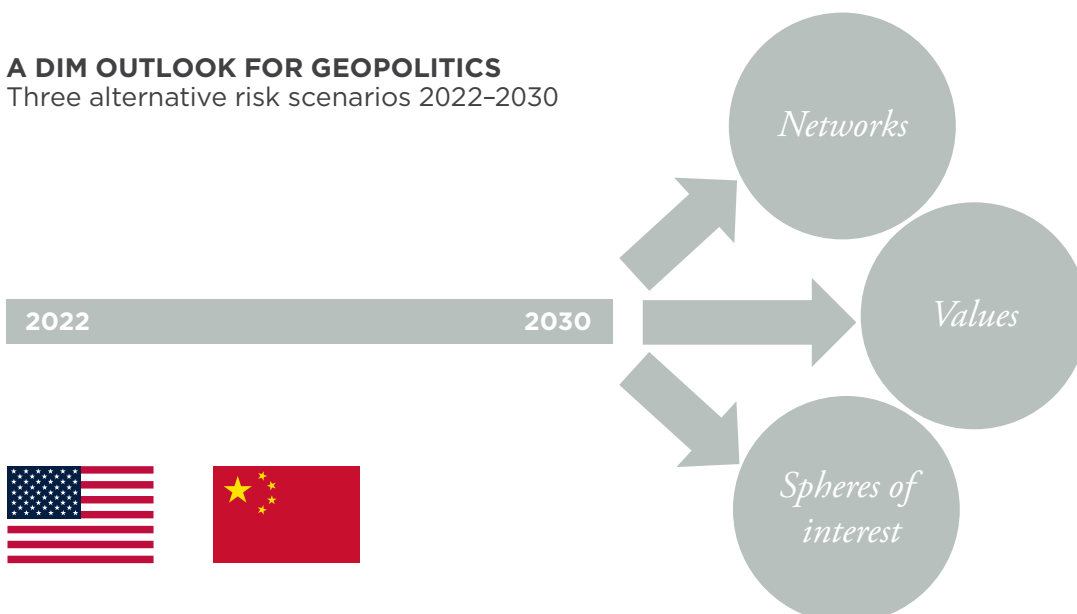 A DIM OUTLOOK FOR GEOPOLITICS
Three alternative risk scenarios 2022–2030
Networks
2022
2030
Values
Spheres of
interest